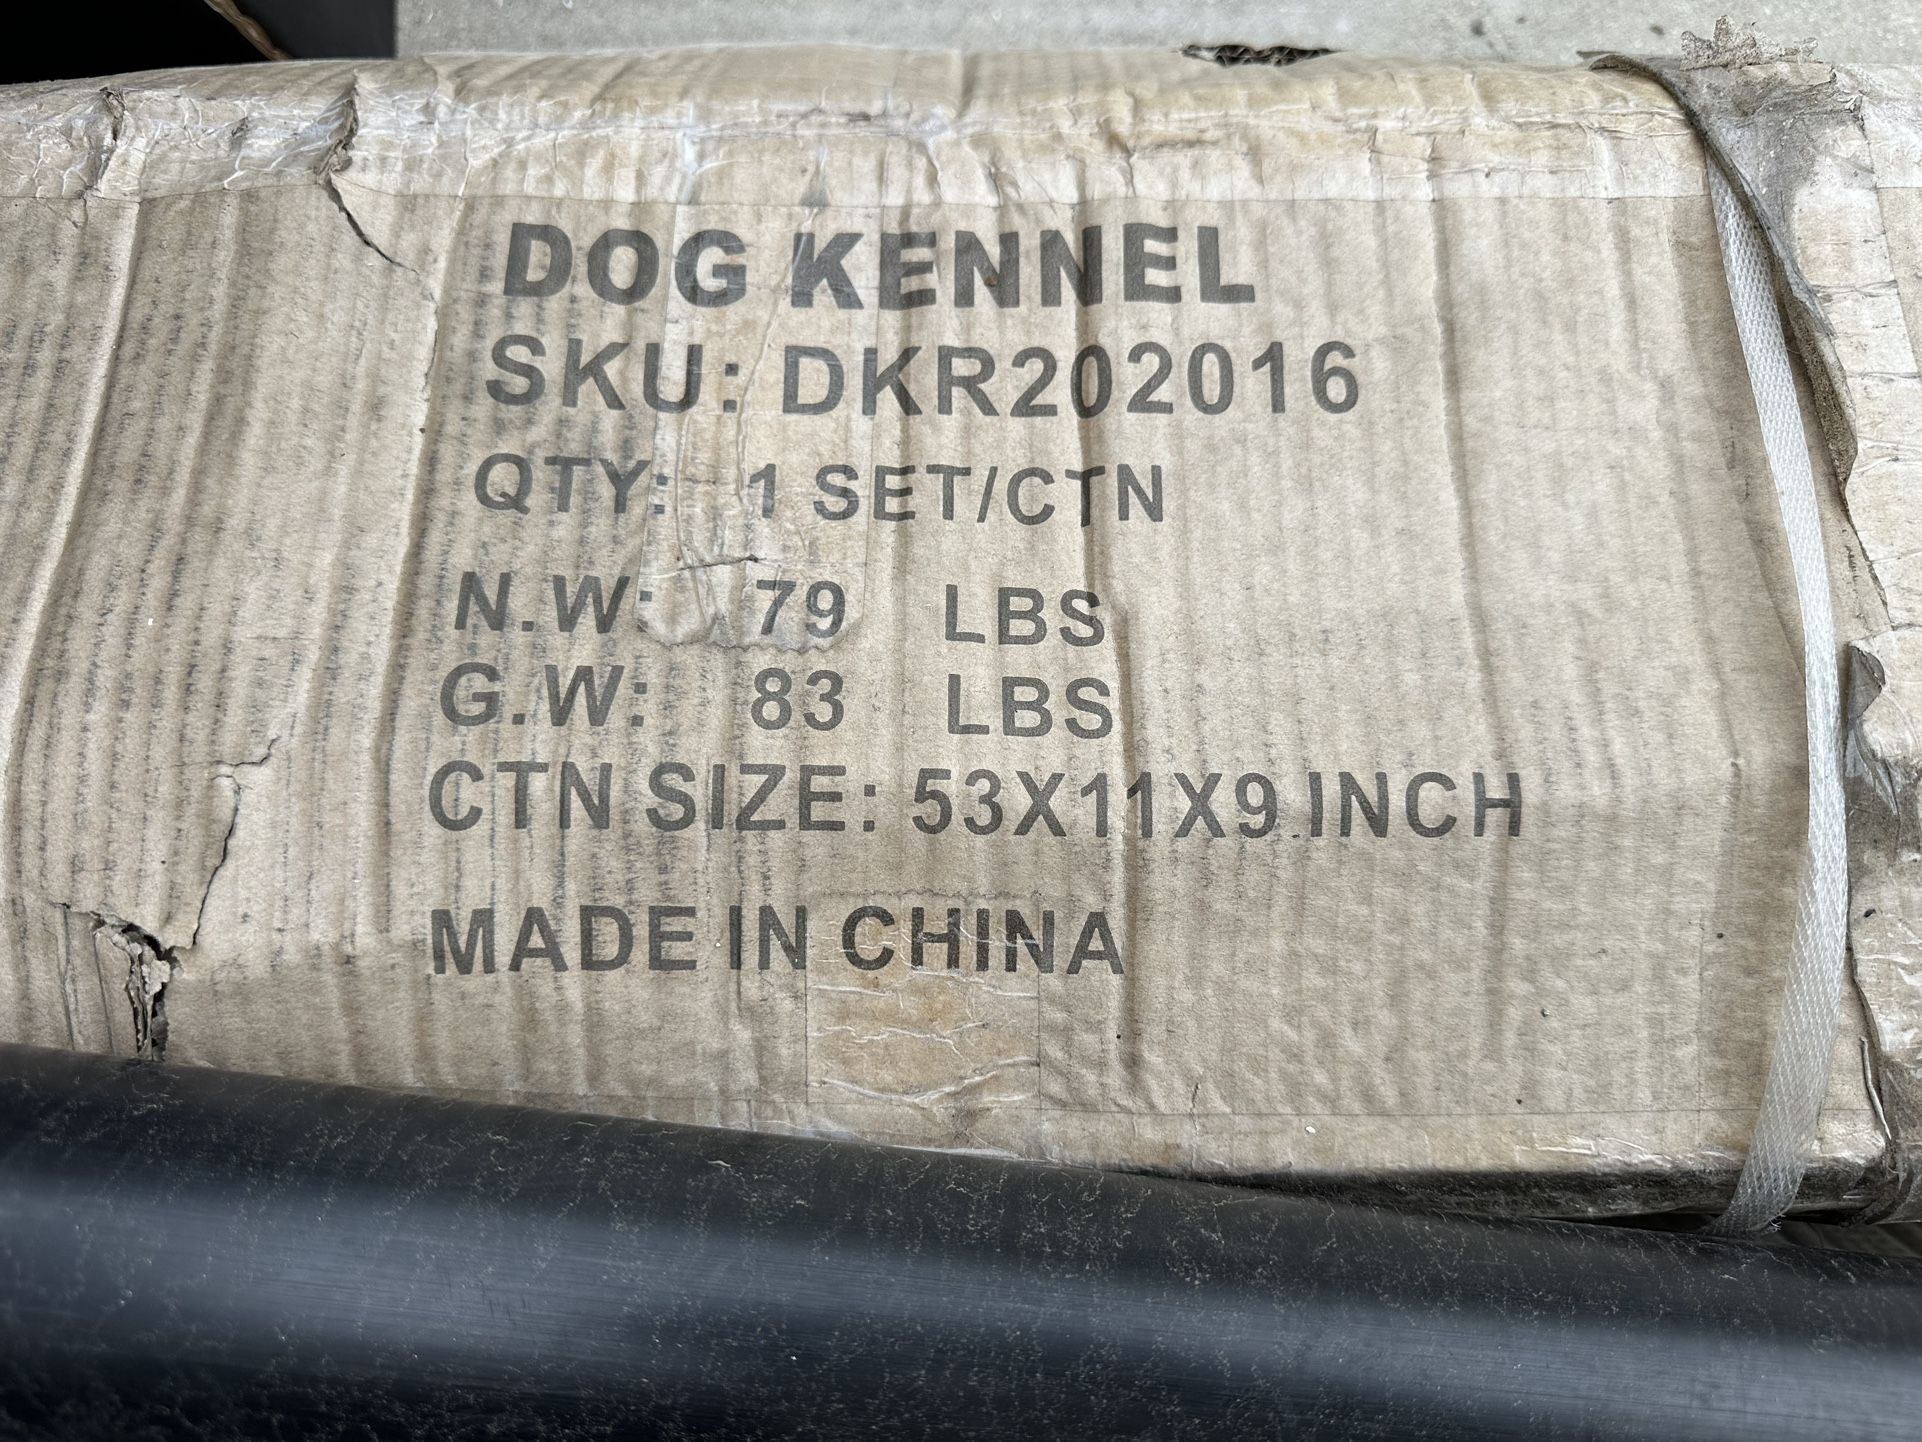 DOG KENNEL
SKU: DKR202016
QTY: 1 SET/CTN
N.W: 79 LBS
G.W: 83 LBS
CTN SIZE: 53X11X9 INCH
MADE IN CHINA